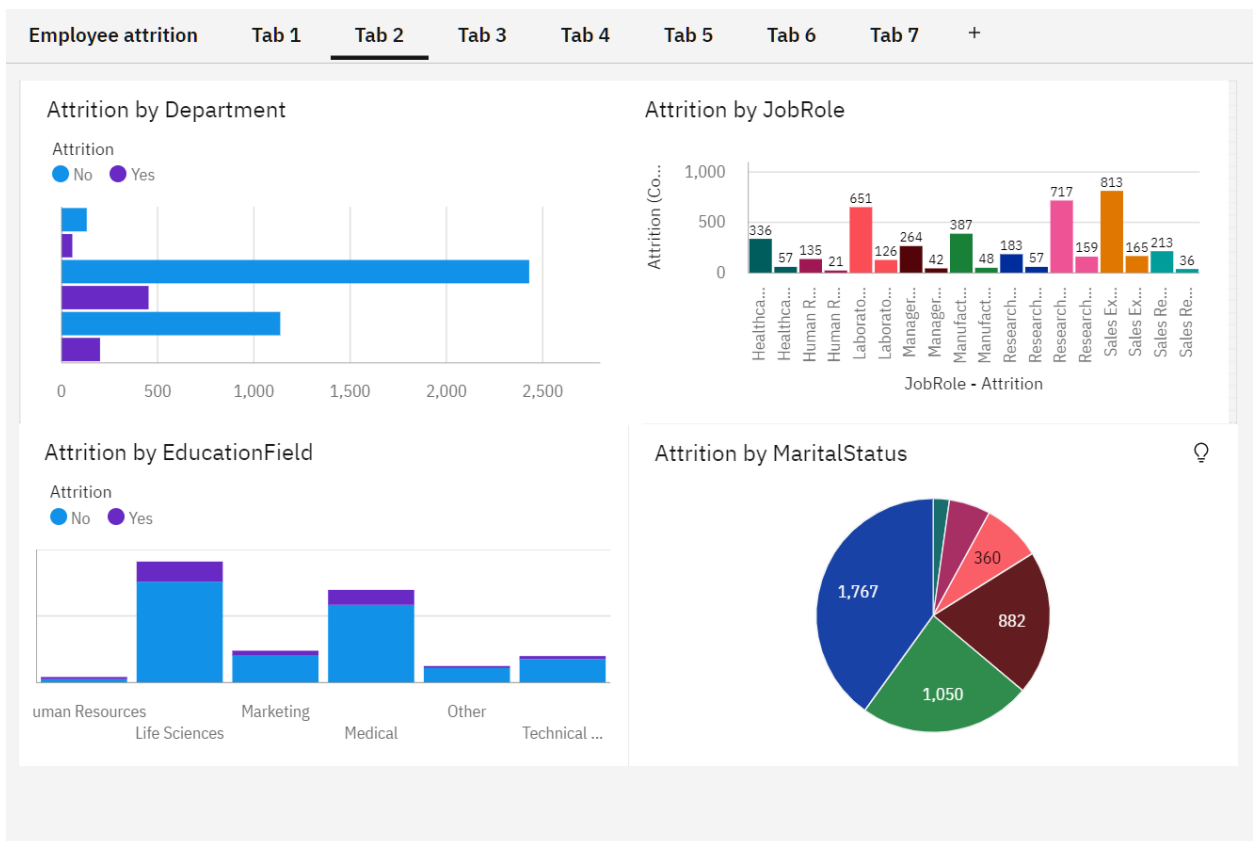 Employee attrition Tab 1 Tab 2 Tab 3 Tab 4 Tab 5 Tab 6 Tab 7 +
Attrition by Department
Attrition
No Yes
0 500 1,000 1,500 2,000 2,500
Attrition by JobRole
Attrition (Co...
1,000
500
0
336 57 135 21 651 126 264 42 387 48 183 57 717 159 813 165 213 36
Healthca...
Healthca...
Human R...
Human R...
Laborato...
Laborato...
Manager...
Manager...
Manufact...
Manufact...
Research...
Research...
Research...
Research...
Sales Ex...
Sales Ex...
Sales Re...
Sales Re...
JobRole - Attrition
Attrition by EducationField
Attrition
No Yes
uman Resources Marketing Other
Life Sciences Medical Technical ...
Attrition by MaritalStatus
360
1,767
882
1,050